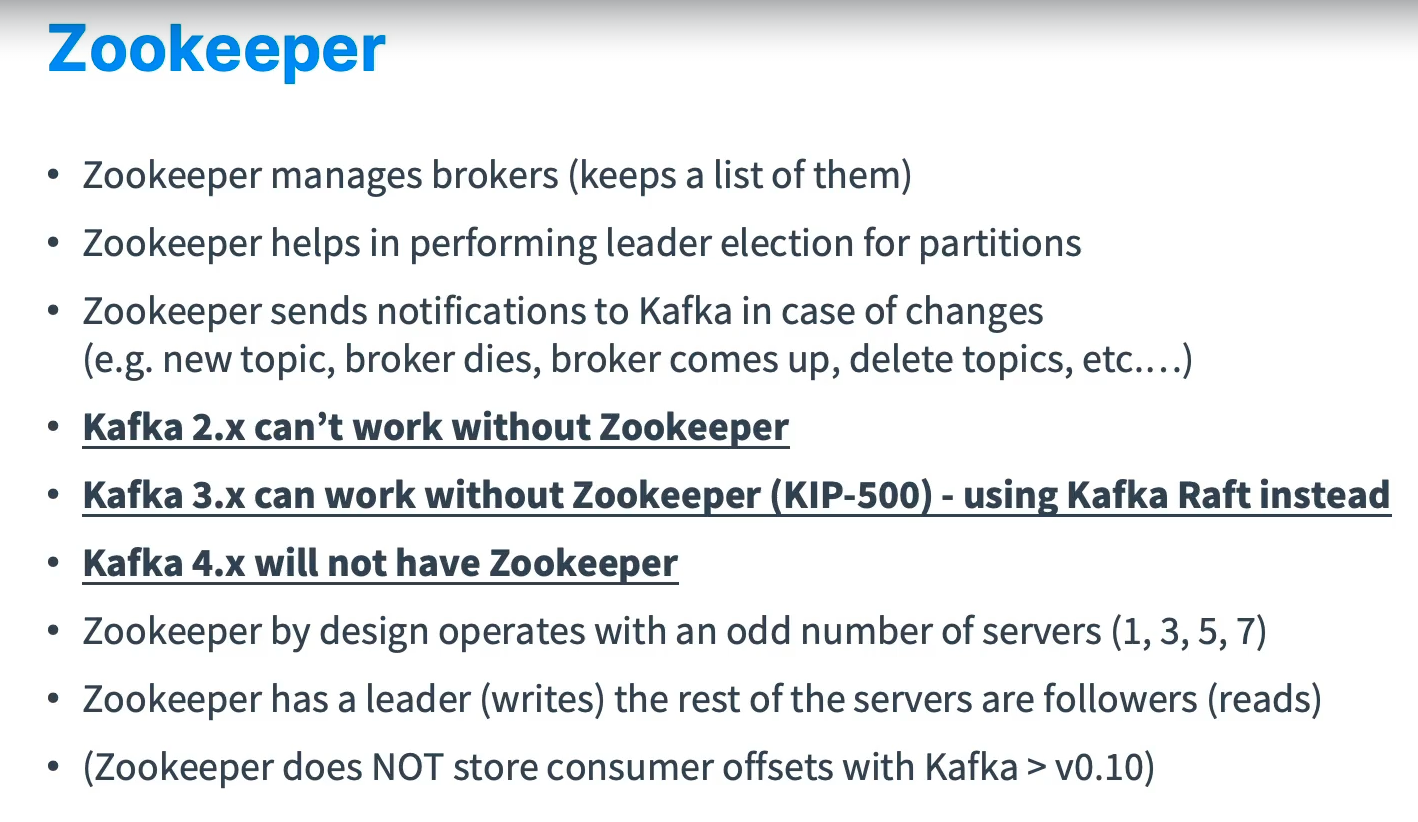 Zookeeper
• Zookeeper manages brokers (keeps a list of them)
• Zookeeper helps in performing leader election for partitions
• Zookeeper sends notifications to Kafka in case of changes
(e.g. new topic, broker dies, broker comes up, delete topics, etc.…)
• Kafka 2.x can’t work without Zookeeper
• Kafka 3.x can work without Zookeeper (KIP-500) - using Kafka Raft instead
• Kafka 4.x will not have Zookeeper
• Zookeeper by design operates with an odd number of servers (1, 3, 5, 7)
• Zookeeper has a leader (writes) the rest of the servers are followers (reads)
• (Zookeeper does NOT store consumer offsets with Kafka > v0.10)